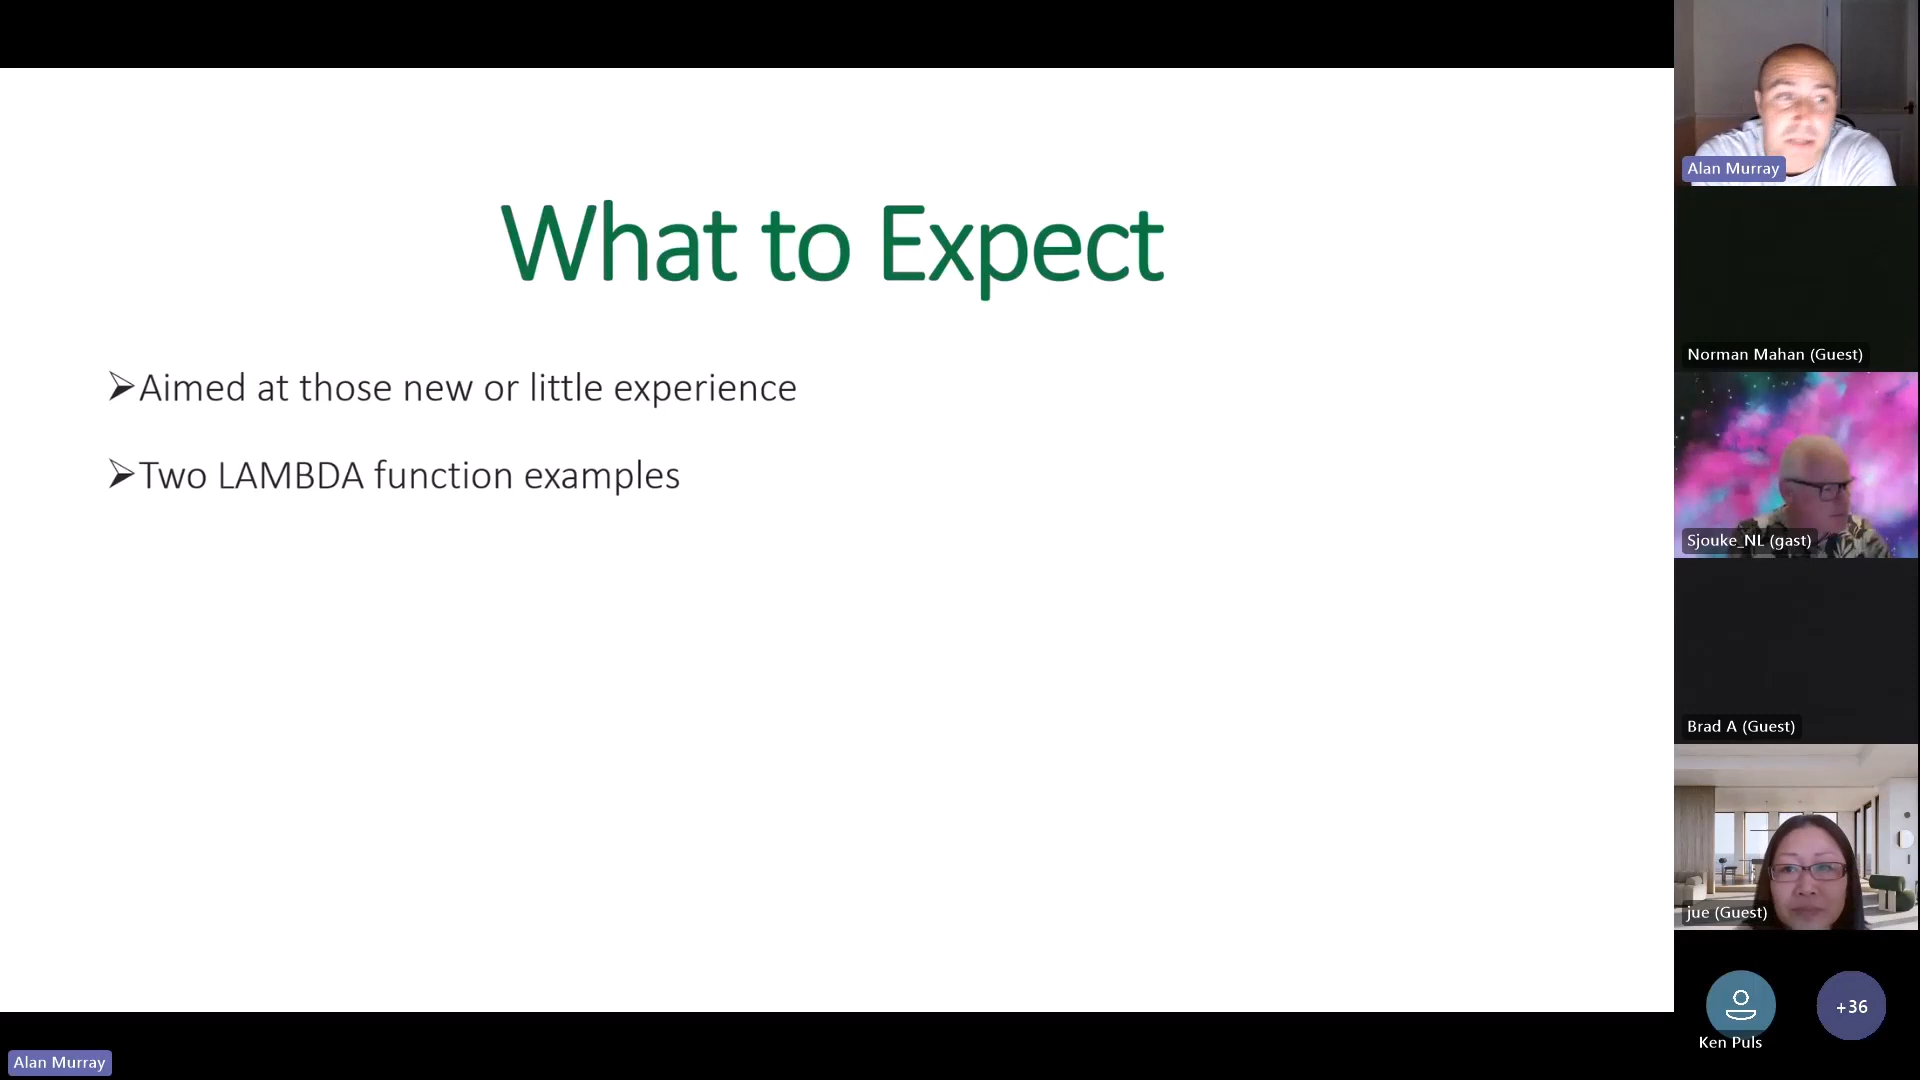 What to Expect
➢Aimed at those new or little experience
➢Two LAMBDA function examples
Alan Murray
Alan Murray
Norman Mahan (Guest)
Sjouke_NL (gast)
Brad A (Guest)
jue (Guest)
Ken Puls
+36